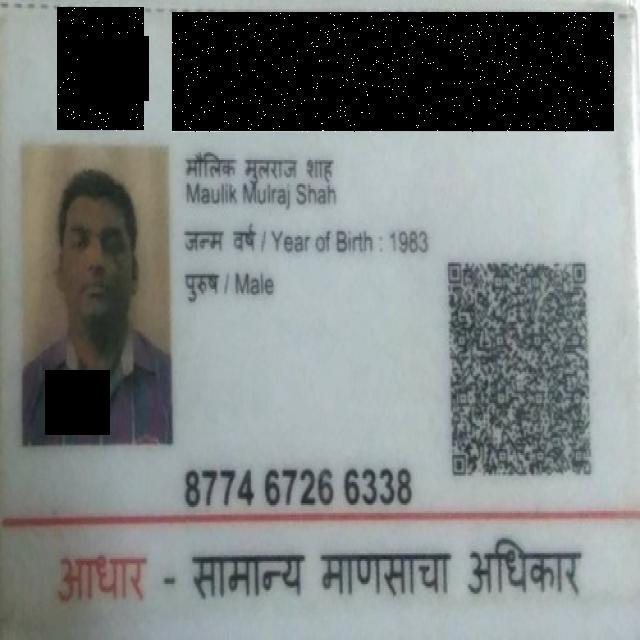 मौलिक मुलराज शाह
Maulik Mulraj Shah
जन्म वर्ष / Year of Birth : 1983
पुरुष / Male
8774 6726 6338
आधार - सामान्य माणसाचा अधिकार